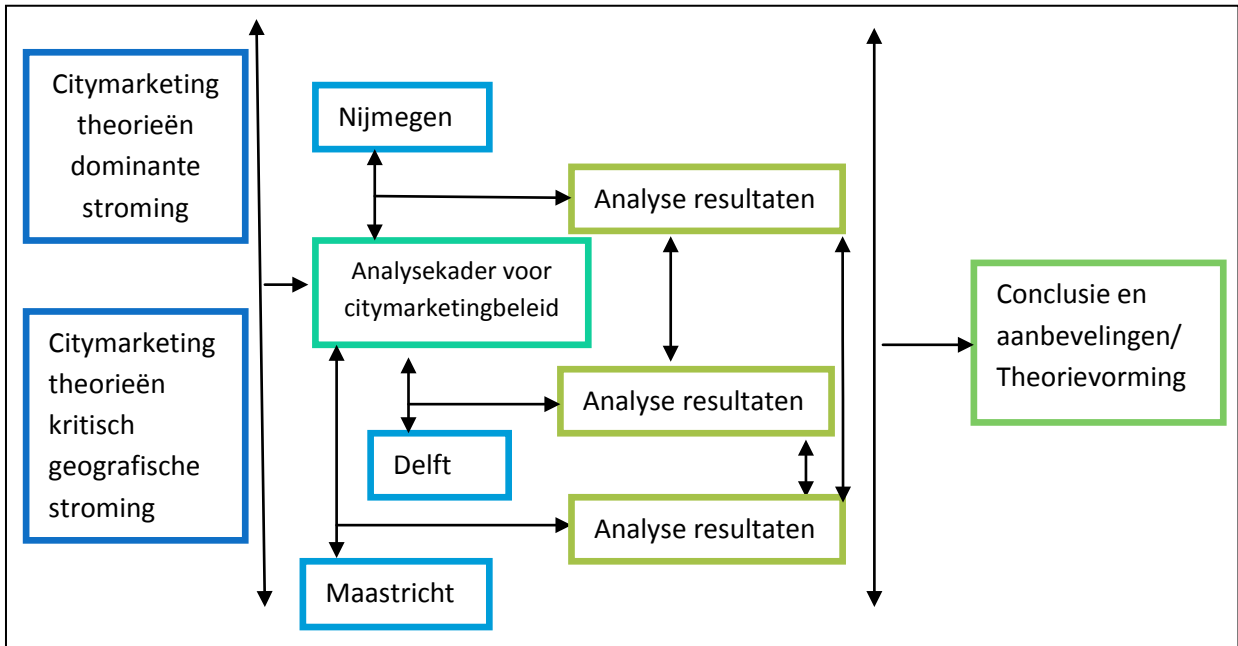 Citymarketing
theorieën
dominante
stroming
Citymarketing
theorieën
kritisch
geografische
stroming
Nijmegen
Analysekader voor
citymarketingbeleid
Delft
Maastricht
Analyse resultaten
Analyse resultaten
Analyse resultaten
Conclusie en
aanbevelingen/
Theorievorming